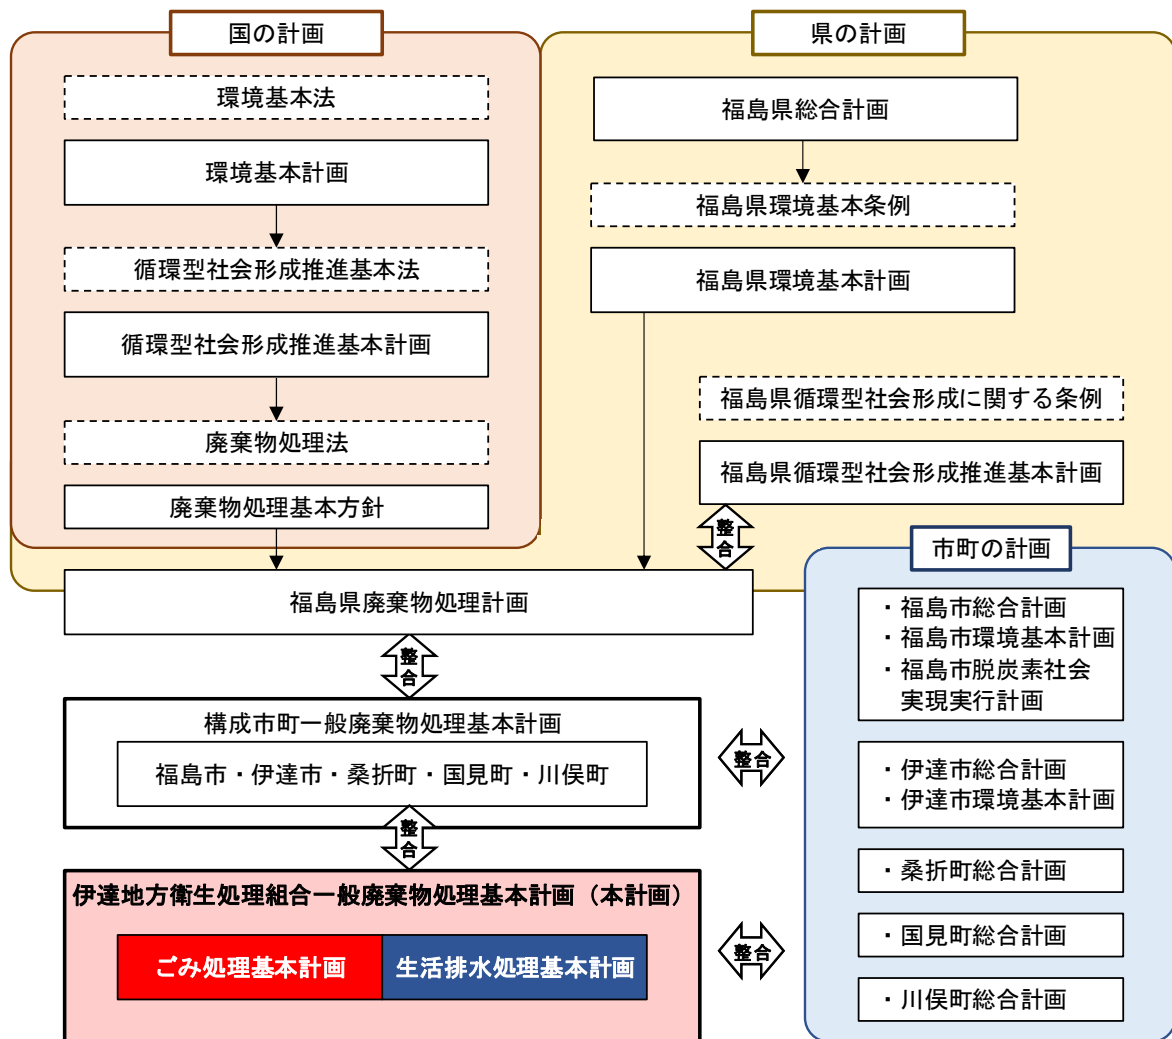 国の計画
環境基本法
環境基本計画
循環型社会形成推進基本法
循環型社会形成推進基本計画
廃棄物処理法
廃棄物処理基本方針
県の計画
福島県総合計画
福島県環境基本条例
福島県環境基本計画
福島県循環型社会形成に関する条例
福島県循環型社会形成推進基本計画
整
合
福島県廃棄物処理計画
整
合
構成市町一般廃棄物処理基本計画
福島市・伊達市・桑折町・国見町・川俣町
整合
整
合
伊達地方衛生処理組合一般廃棄物処理基本計画（本計画）
ごみ処理基本計画
生活排水処理基本計画
整合
市町の計画
・福島市総合計画
・福島市環境基本計画
・福島市脱炭素社会
実現実行計画
・伊達市総合計画
・伊達市環境基本計画
・桑折町総合計画
・国見町総合計画
・川俣町総合計画